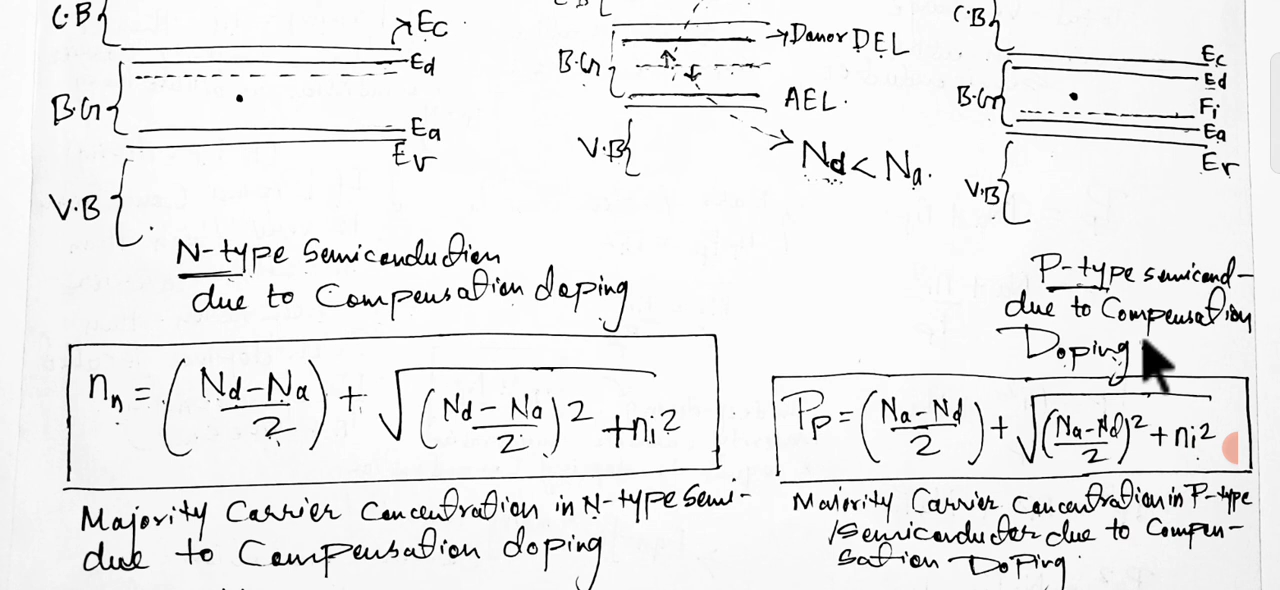 C.B
Ec
Ed
B.G
Ea
Ev
V.B
N-type Semiconduction
due to Compensation doping
C.B
Donor DEL
B.G
AEL.
V.B
Nd < Na.
C.B
Ec
Ed
B.G
Fi
Ea
Ev
V.B
P-type semicond-
due to Compensation
Doping
nn = (Nd-Na/2) + √(Nd-Na/2)2 + ni2
Pp = (Na-Nd/2) + √(Na-Nd/2)2 + ni2
Majority Carrier Concentration in N-type Semi-
due to Compensation doping
Majority Carrier Concentration in P-type
/Semiconductor due to Compen-
sation Doping